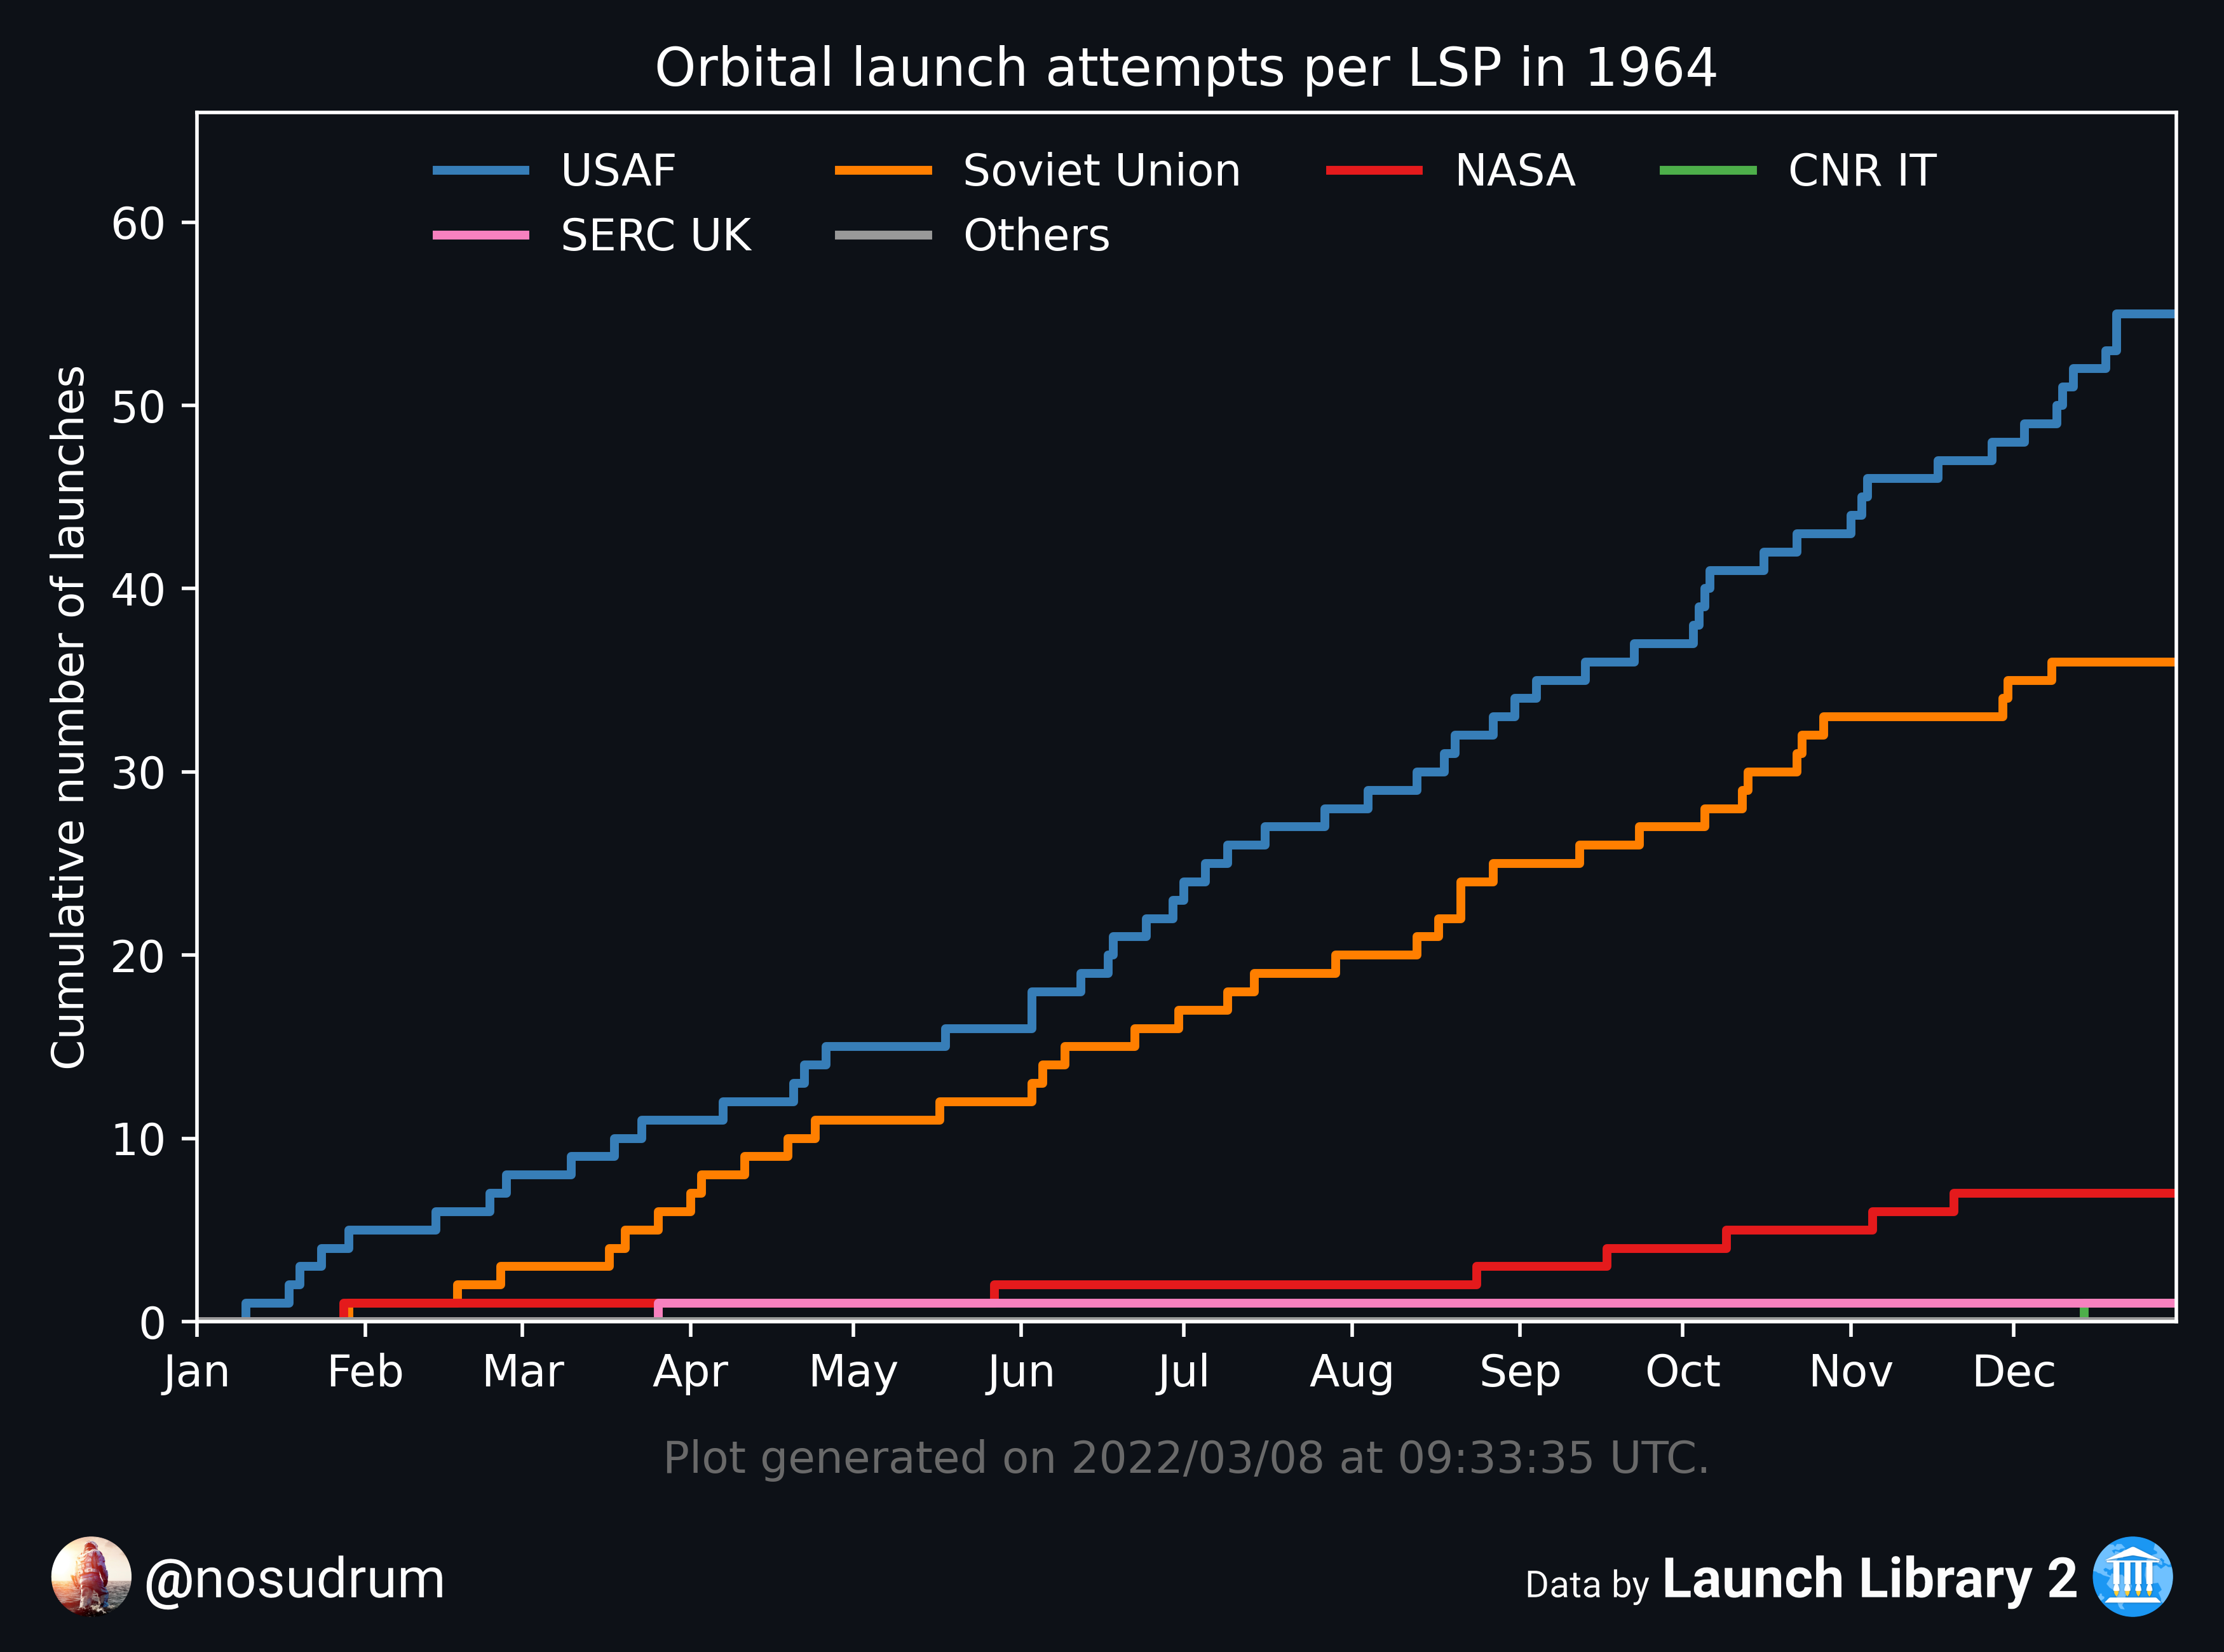 Orbital launch attempts per LSP in 1964
USAF Soviet Union NASA CNR IT
SERC UK Others
Cumulative number of launches
60
50
40
30
20
10
0
Jan Feb Mar Apr May Jun Jul Aug Sep Oct Nov Dec
Plot generated on 2022/03/08 at 09:33:35 UTC.
@nosudrum
Data by Launch Library 2